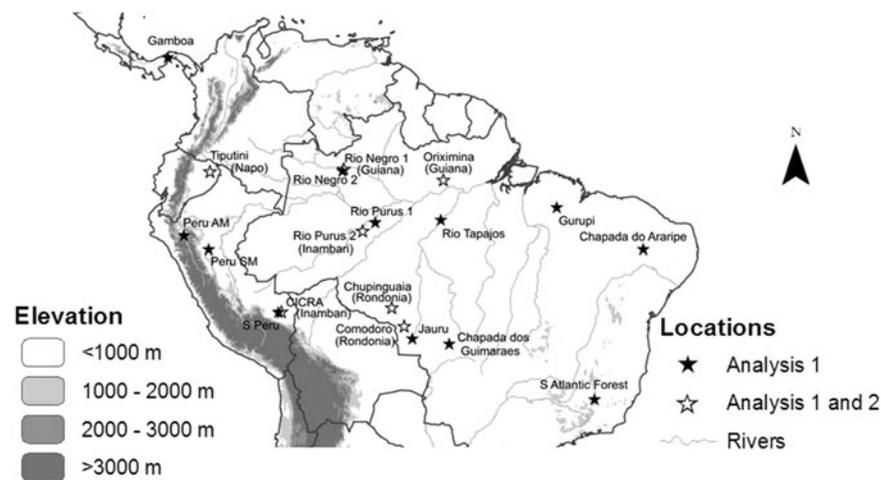 Gamboa
N
Tiputini
(Napo)
Rio Negro 1
(Guiana)
Rio Negro 2
Oriximina
(Guiana)
Peru AM
Peru SM
Rio Purus 1
Rio Purus 2
(Inambari)
Rio Tapajos
Gurupi
Chapada do Araripe
CICRA
(Inambari)
S Peru
Chupinguaia
(Rondonia)
Comodoro
(Rondonia)
Jauru
Chapada dos
Guimaraes
S Atlantic Forest
Elevation
<1000 m
1000 - 2000 m
2000 - 3000 m
>3000 m
Locations
Analysis 1
Analysis 1 and 2
Rivers